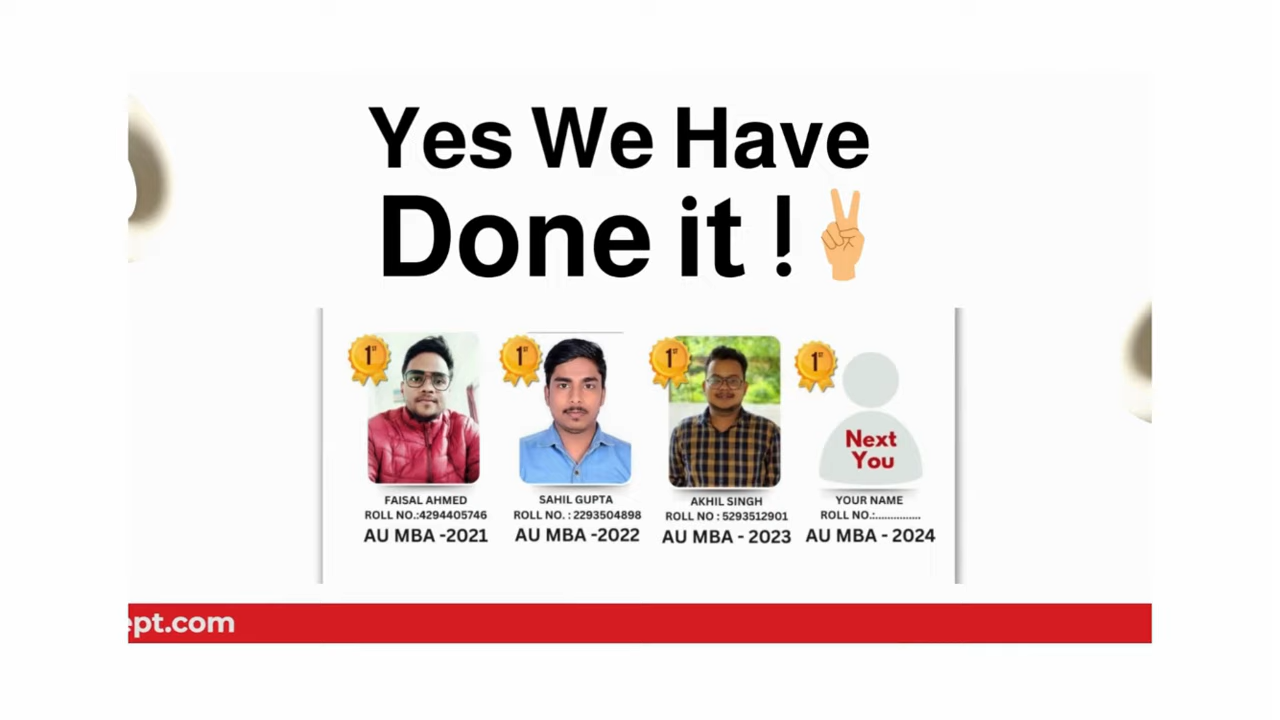 Yes We Have
Done it !
1ST
1ST
1ST
1ST
Next
You
FAISAL AHMED
ROLL NO.:4294405746
AU MBA -2021
SAHIL GUPTA
ROLL NO. : 2293504898
AU MBA -2022
AKHIL SINGH
ROLL NO : 5293512901
AU MBA - 2023
YOUR NAME
ROLL NO.:...............
AU MBA - 2024
ept.com